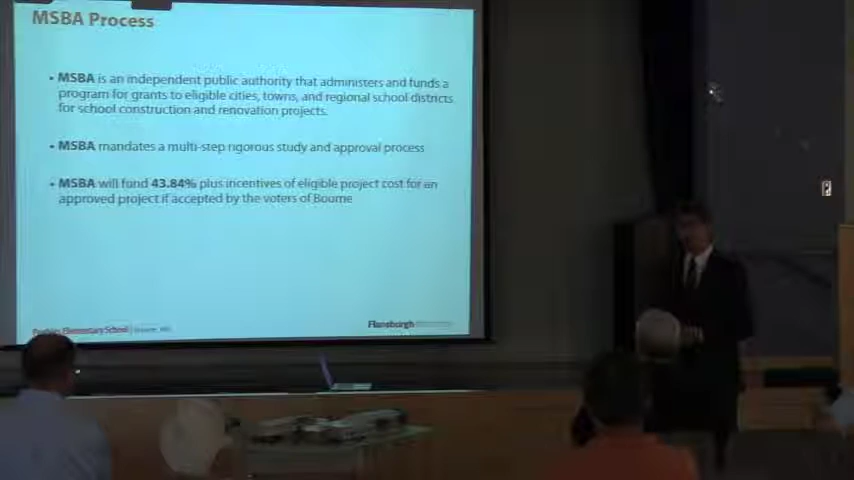 MSBA Process
• MSBA is an independent public authority that administers and funds a
program for grants to eligible cities, towns, and regional school districts
for school construction and renovation projects.
• MSBA mandates a multi-step rigorous study and approval process
• MSBA will fund 43.84% plus incentives of eligible project cost for an
approved project if accepted by the voters of Bourne
Elementary School
Flansburgh